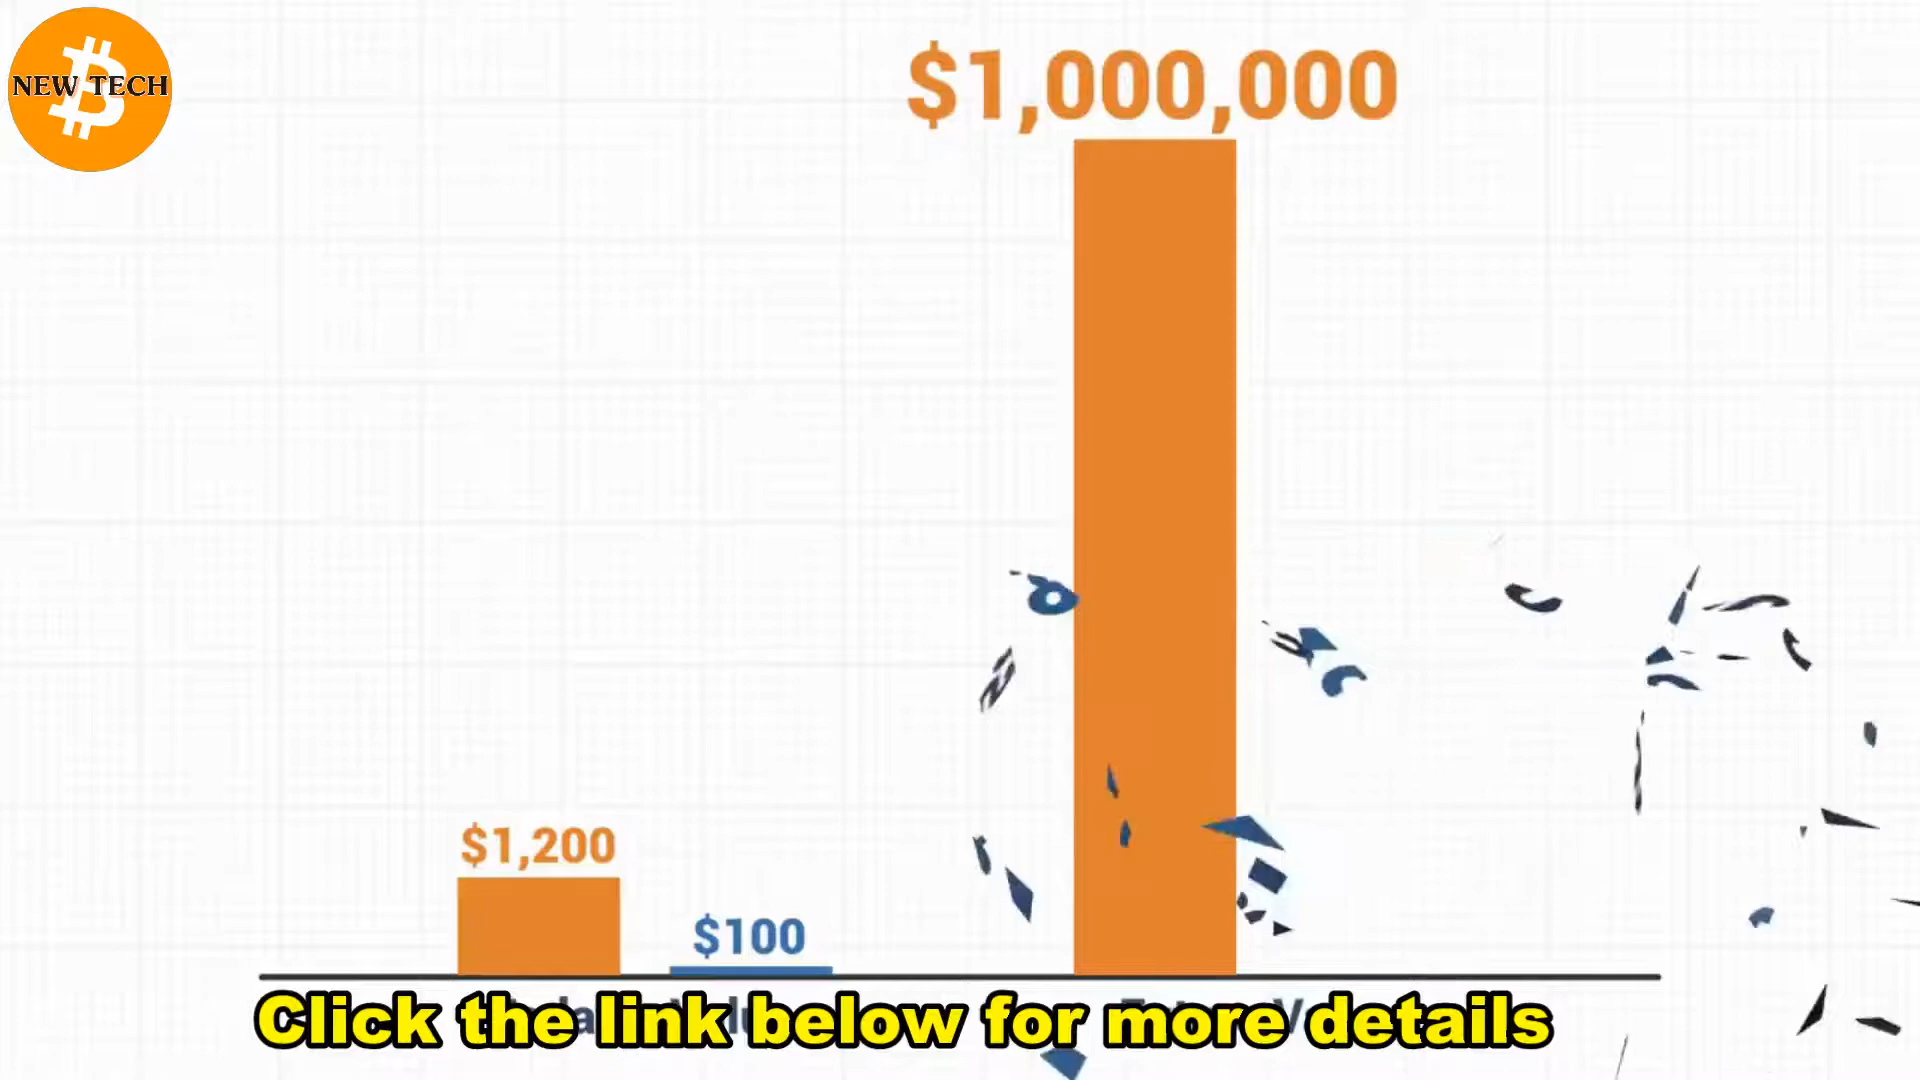 NEW TECH
$1,000,000
$1,200
$100
Click the link below for more details